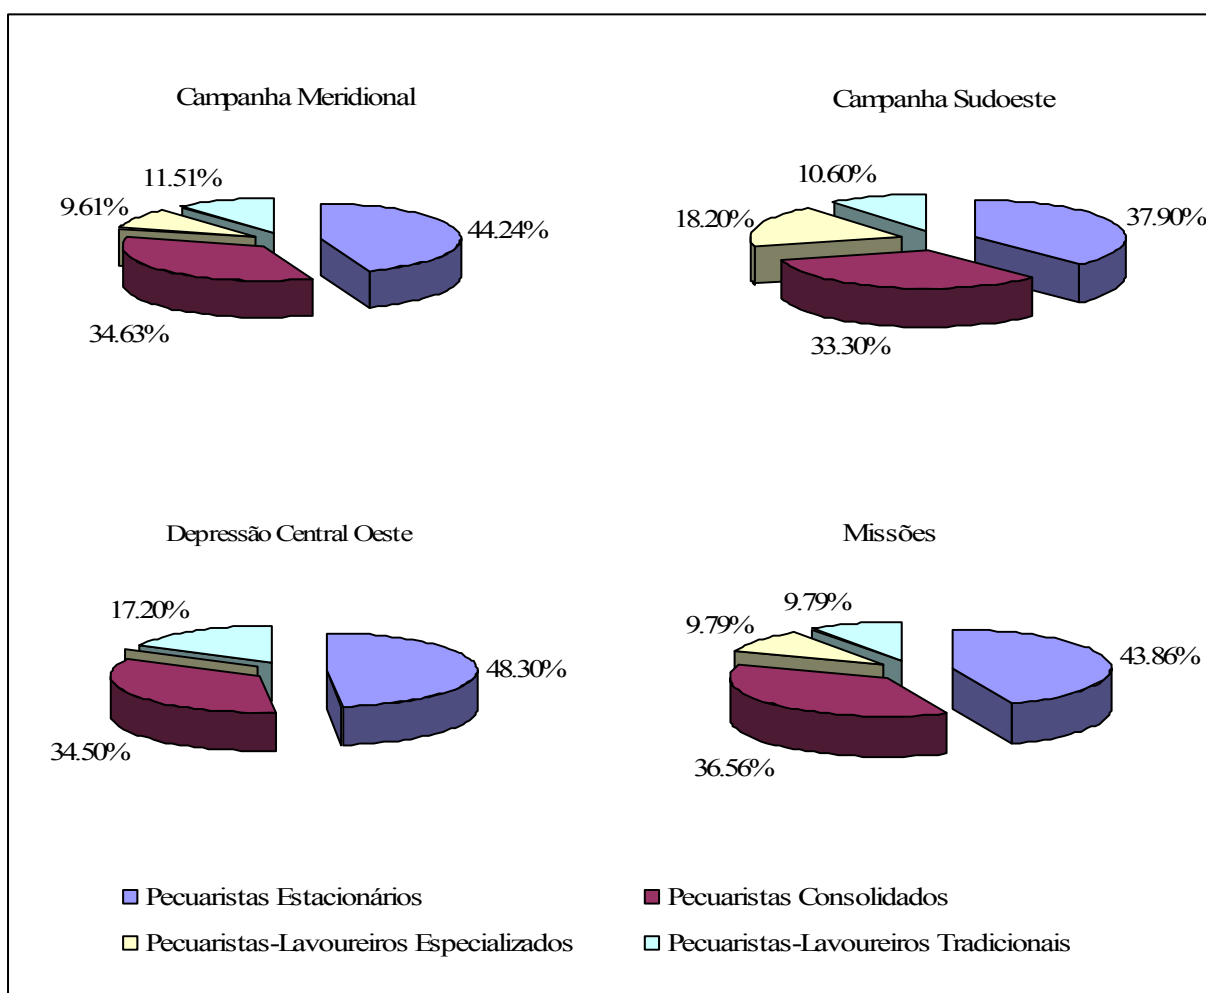 Campanha Meridional
Campanha Sudoeste
11.51%
9.61%
44.24%
34.63%
10.60%
18.20%
37.90%
33.30%
Depressão Central Oeste
Missões
17.20%
48.30%
34.50%
9.79%
9.79%
43.86%
36.56%
Pecuaristas Estacionários
Pecuaristas Consolidados
Pecuaristas-Lavoureiros Especializados
Pecuaristas-Lavoureiros Tradicionais